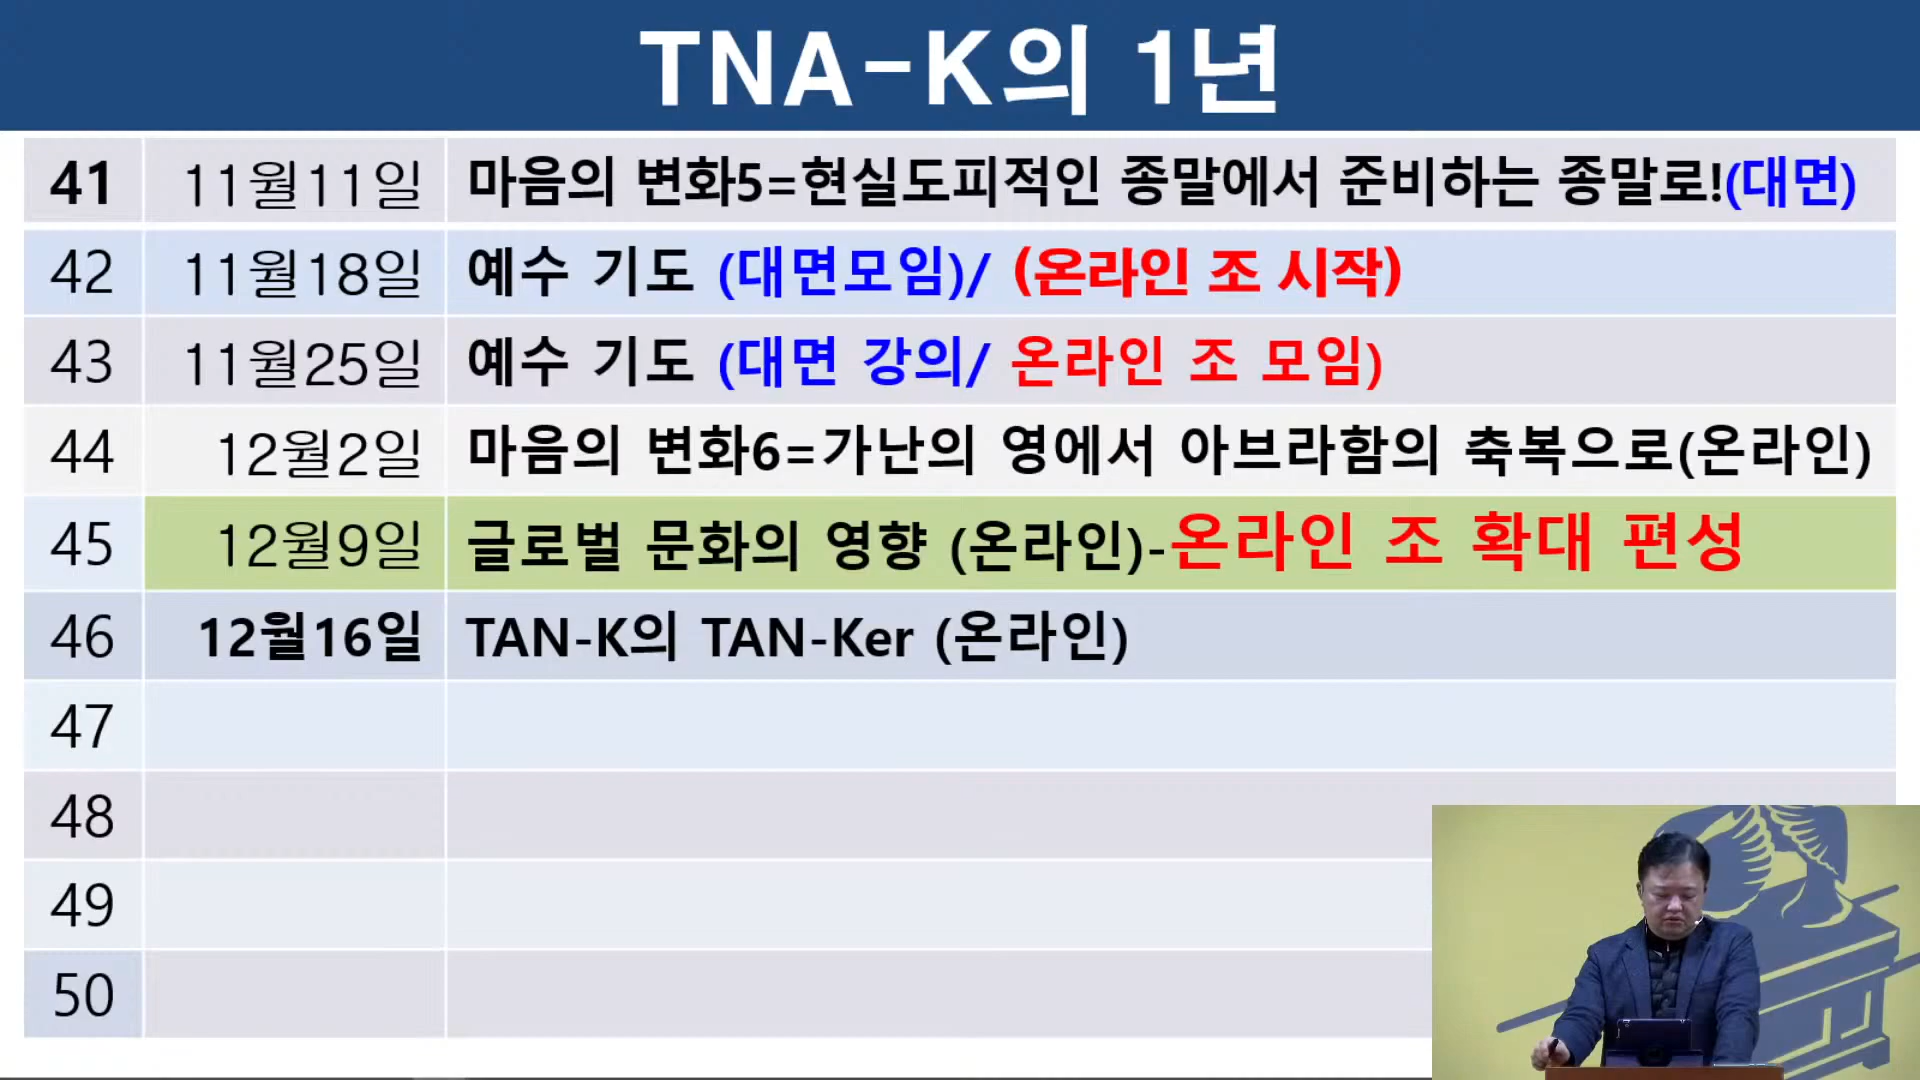 TNA-K의 1년
41 11월11일 마음의 변화5=현실도피적인 종말에서 준비하는 종말로!(대면)
42 11월18일 예수 기도 (대면모임)/ (온라인 조 시작)
43 11월25일 예수 기도 (대면 강의/ 온라인 조 모임)
44 12월2일 마음의 변화6=가난의 영에서 아브라함의 축복으로(온라인)
45 12월9일 글로벌 문화의 영향 (온라인)-온라인 조 확대 편성
46 12월16일 TAN-K의 TAN-Ker (온라인)
47
48
49
50